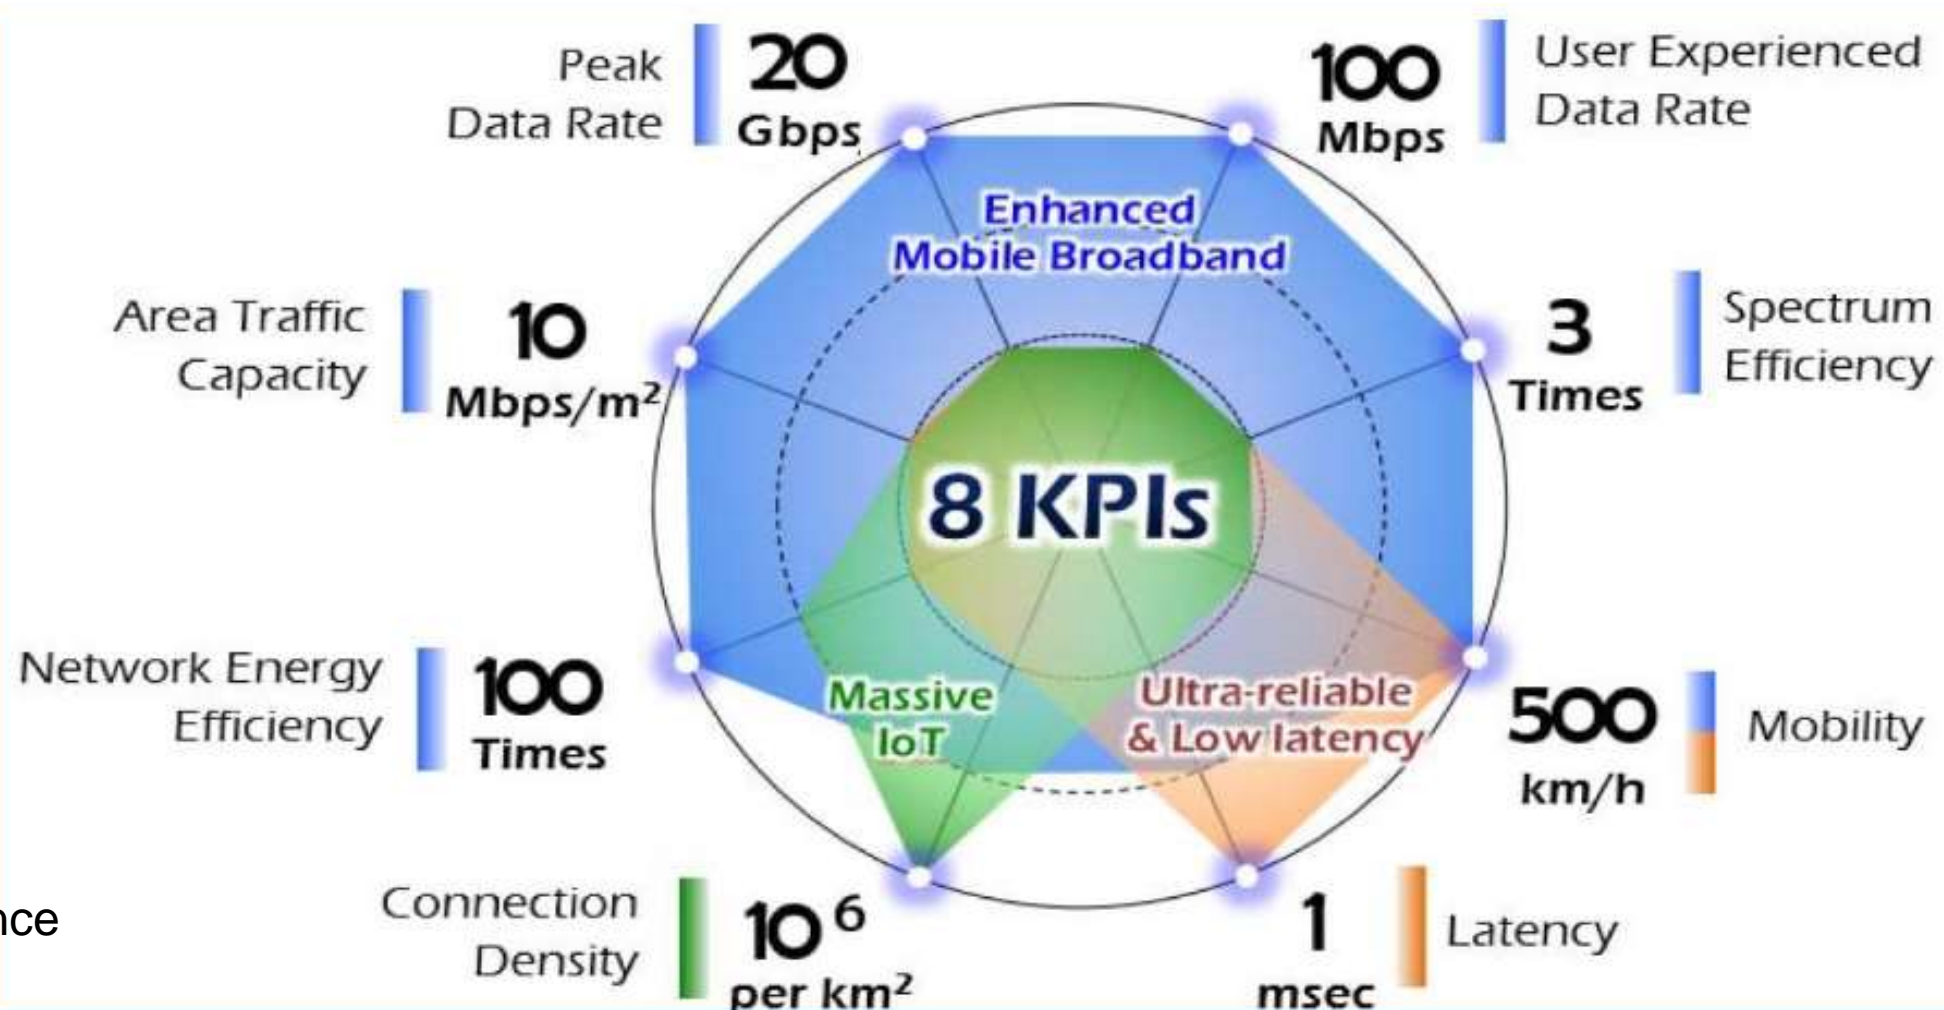 Peak
Data Rate
20
Gbps
100
Mbps
User Experienced
Data Rate
Enhanced
Mobile Broadband
Area Traffic
Capacity
10
Mbps/m²
3
Times
Spectrum
Efficiency
8 KPIs
Network Energy
Efficiency
100
Times
Massive
IoT
Ultra-reliable
& Low latency
500
km/h
Mobility
Connection
Density
10⁶
per km²
1
msec
Latency
nce